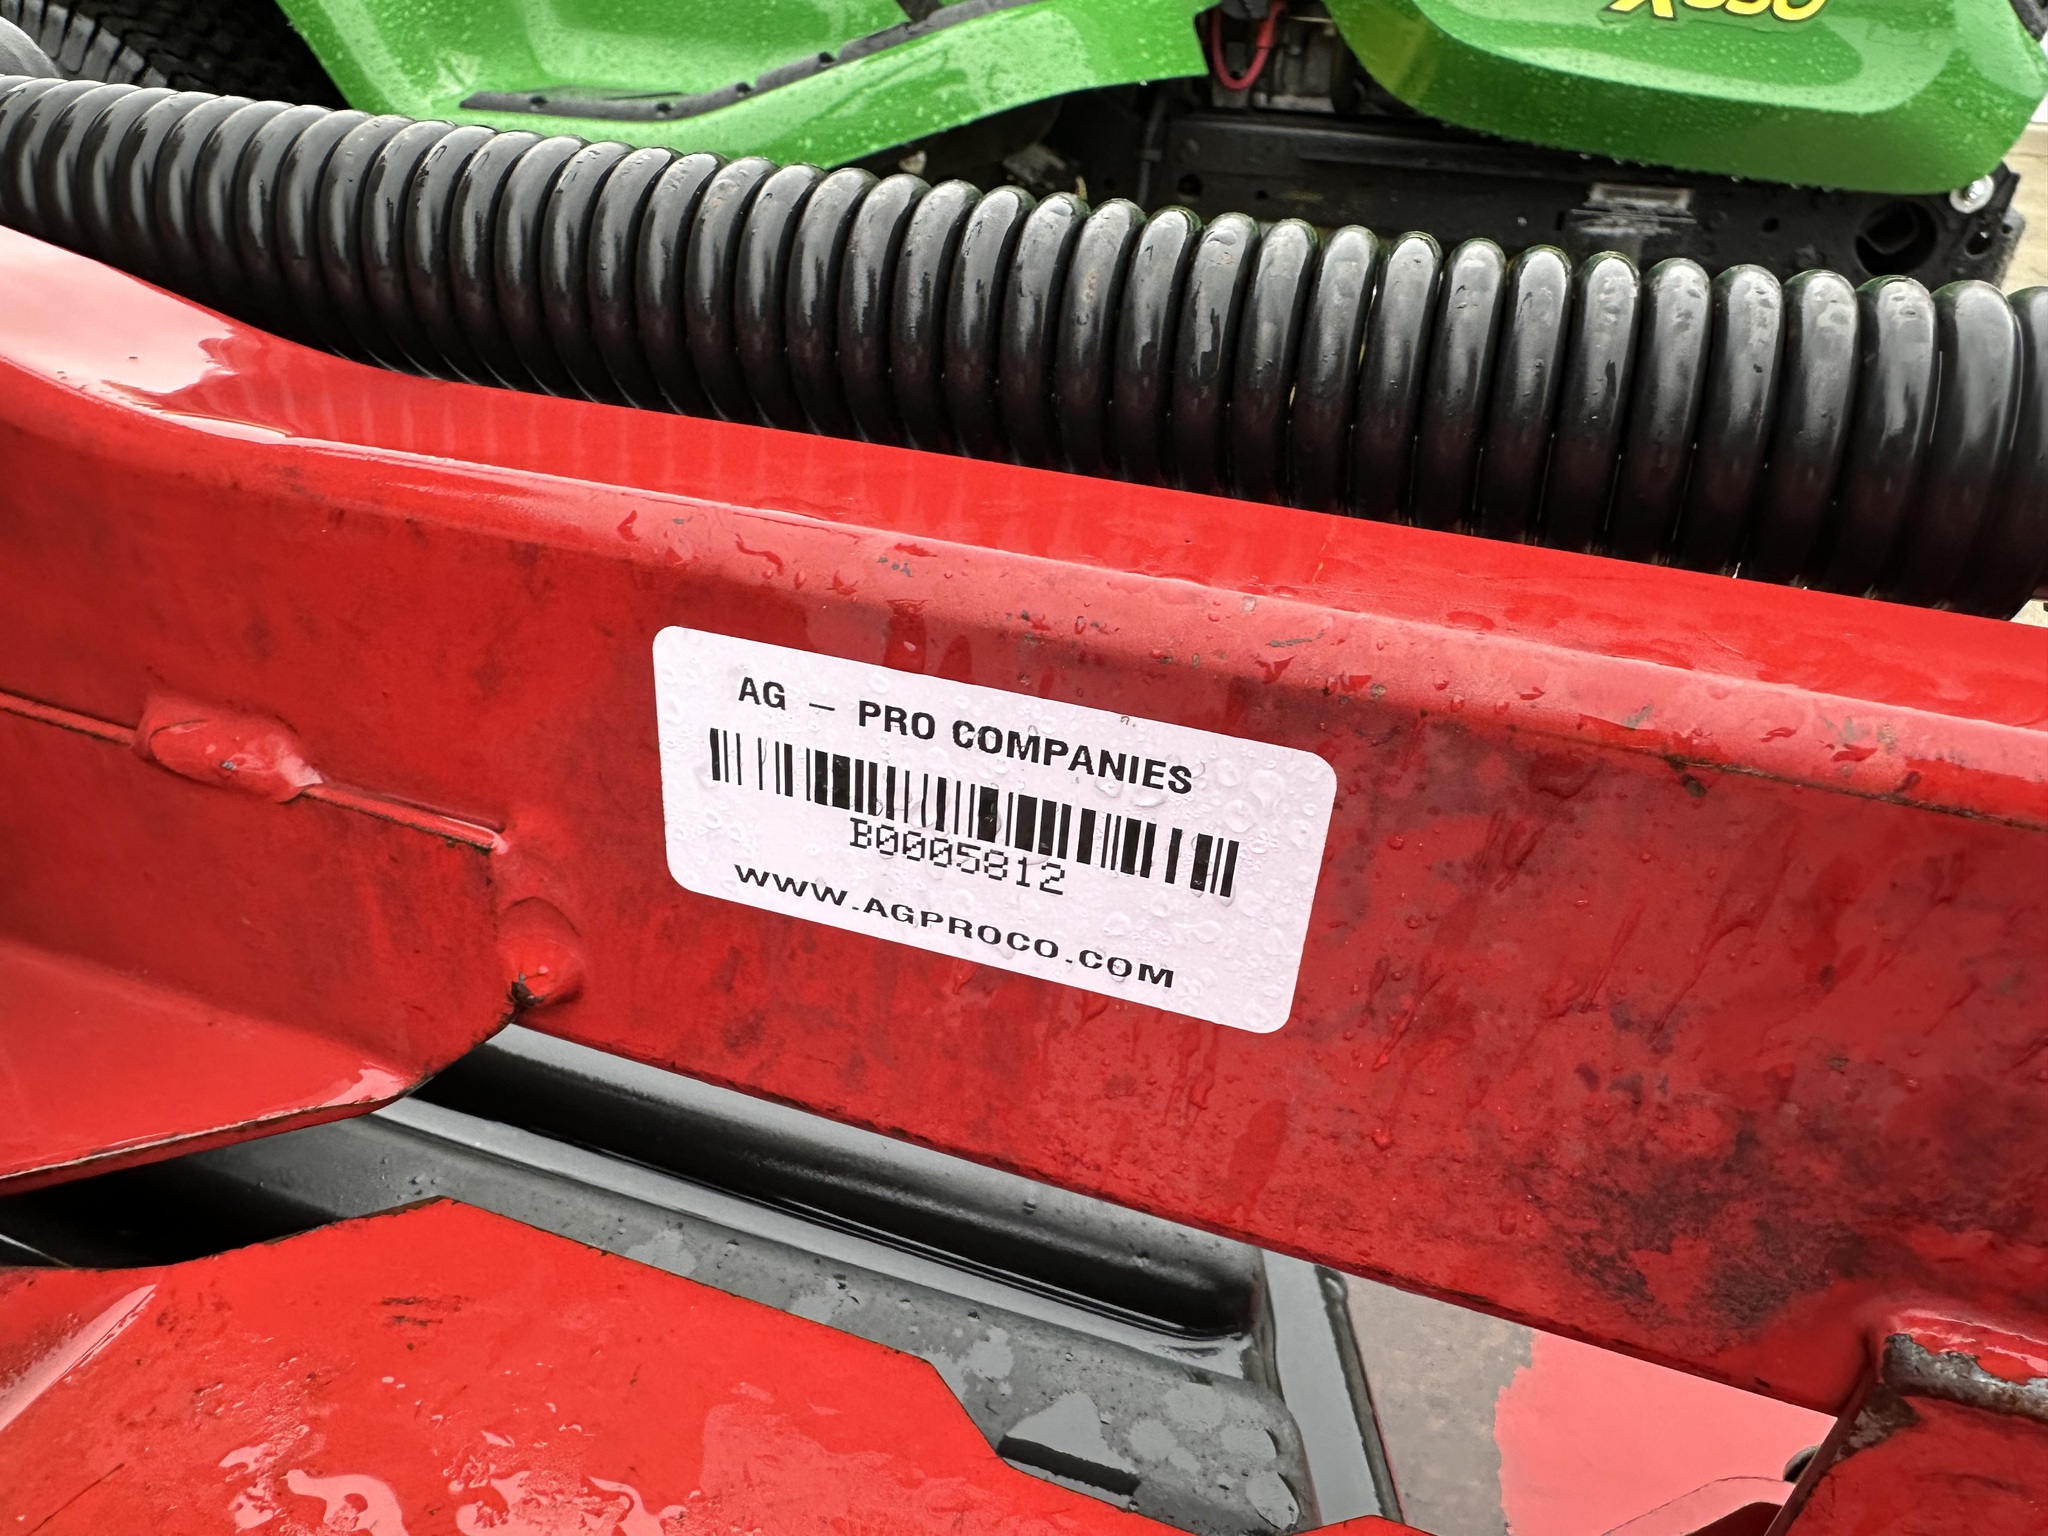 AG – PRO COMPANIES
B0005812
WWW.AGPROCO.COM